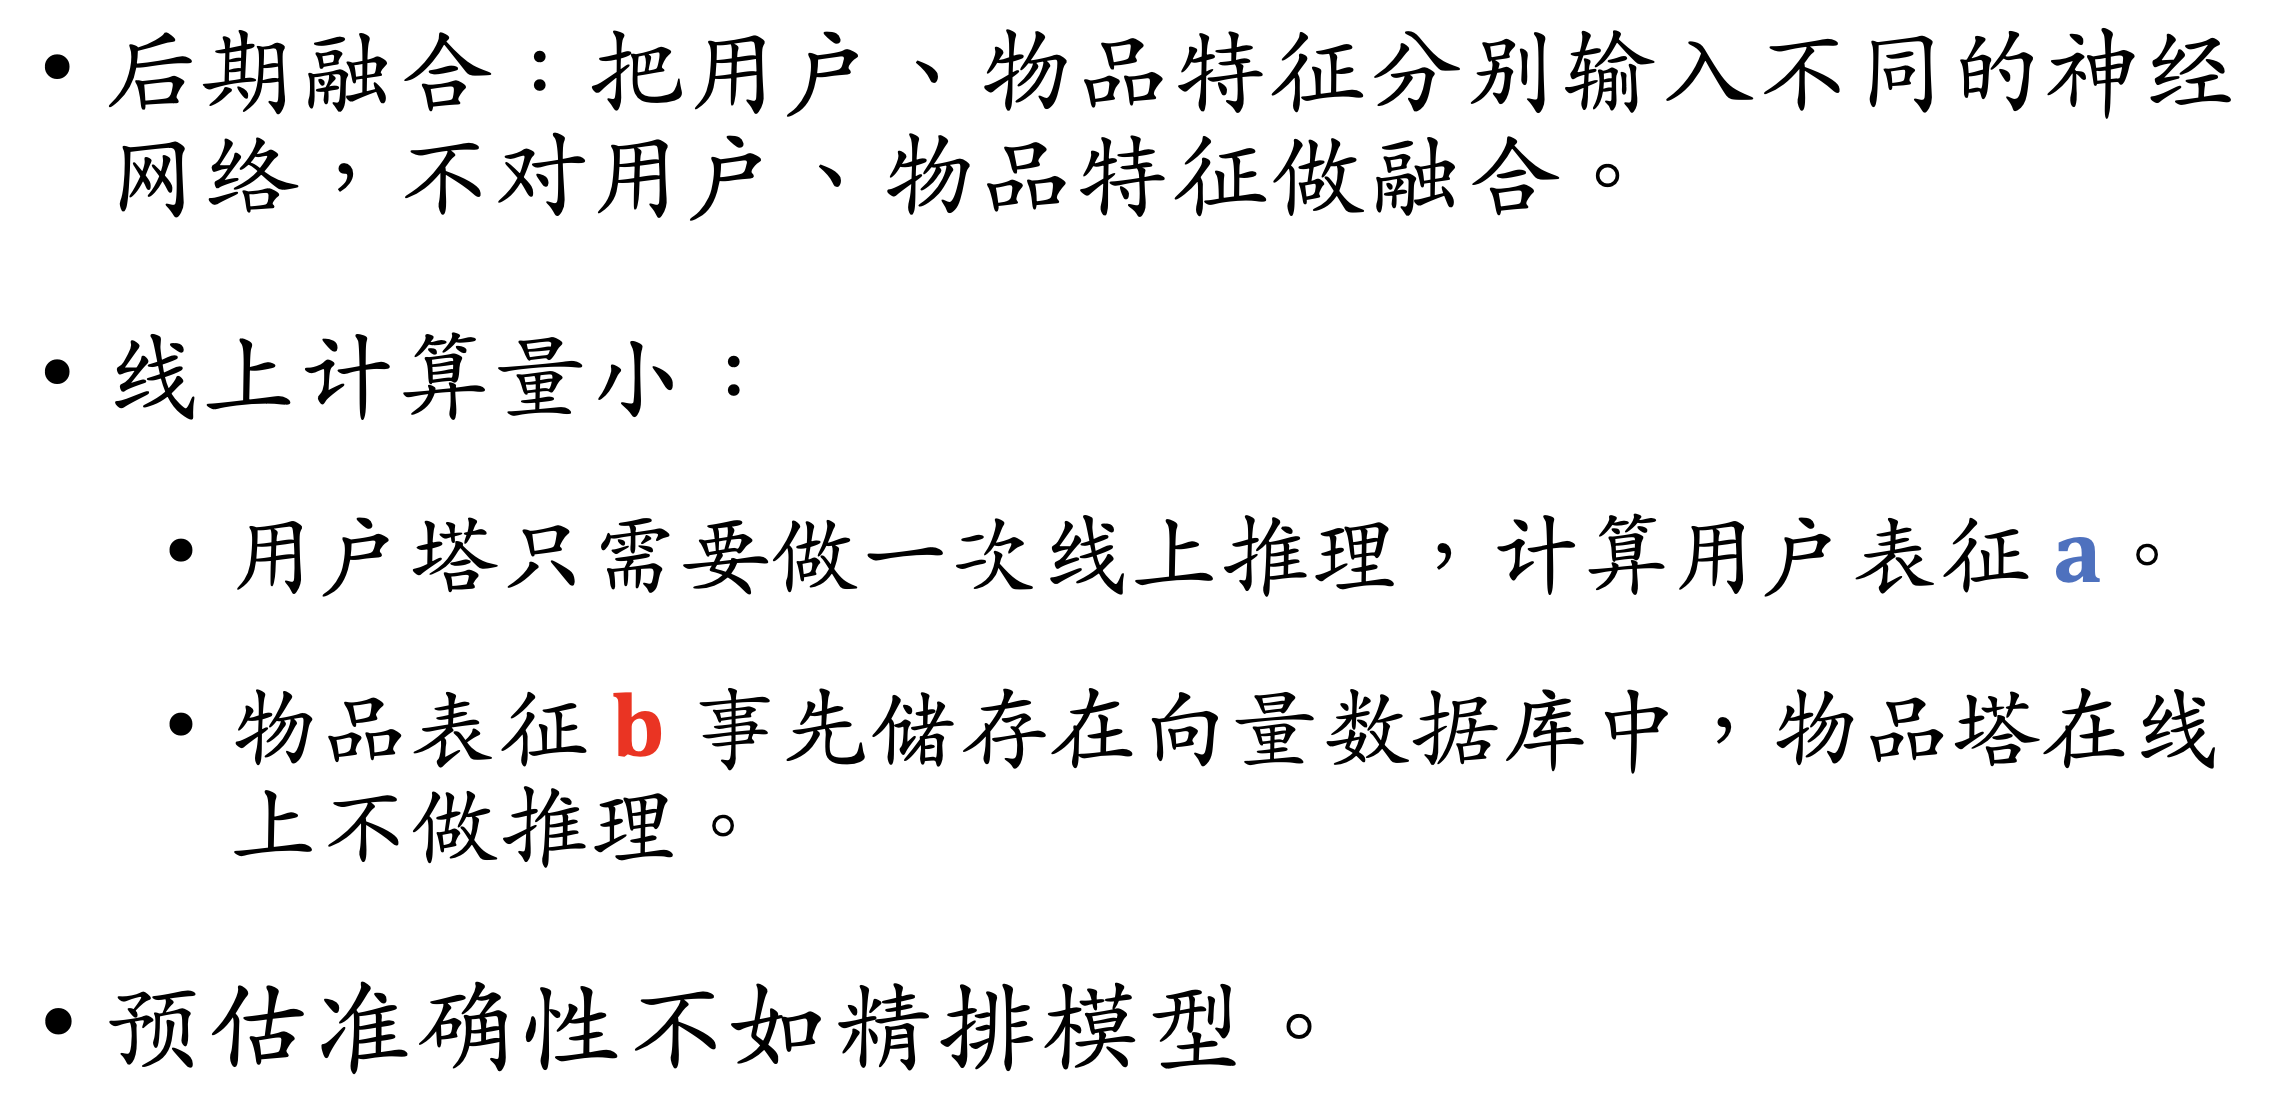 • 后期融合：把用户、物品特征分别输入不同的神经
网络，不对用户、物品特征做融合。
• 线上计算量小：
• 用户塔只需要做一次线上推理，计算用户表征 a。
• 物品表征 b 事先储存在向量数据库中，物品塔在线
上不做推理。
• 预估准确性不如精排模型。